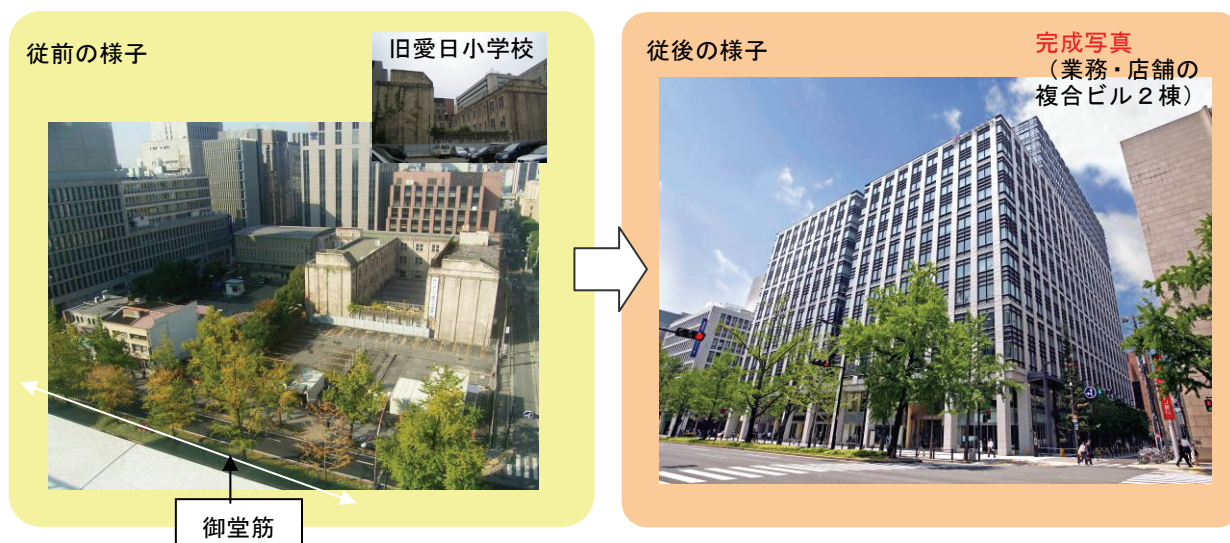 従前の様子
旧愛日小学校
御堂筋
従後の様子
完成写真
（業務・店舗の
複合ビル２棟）